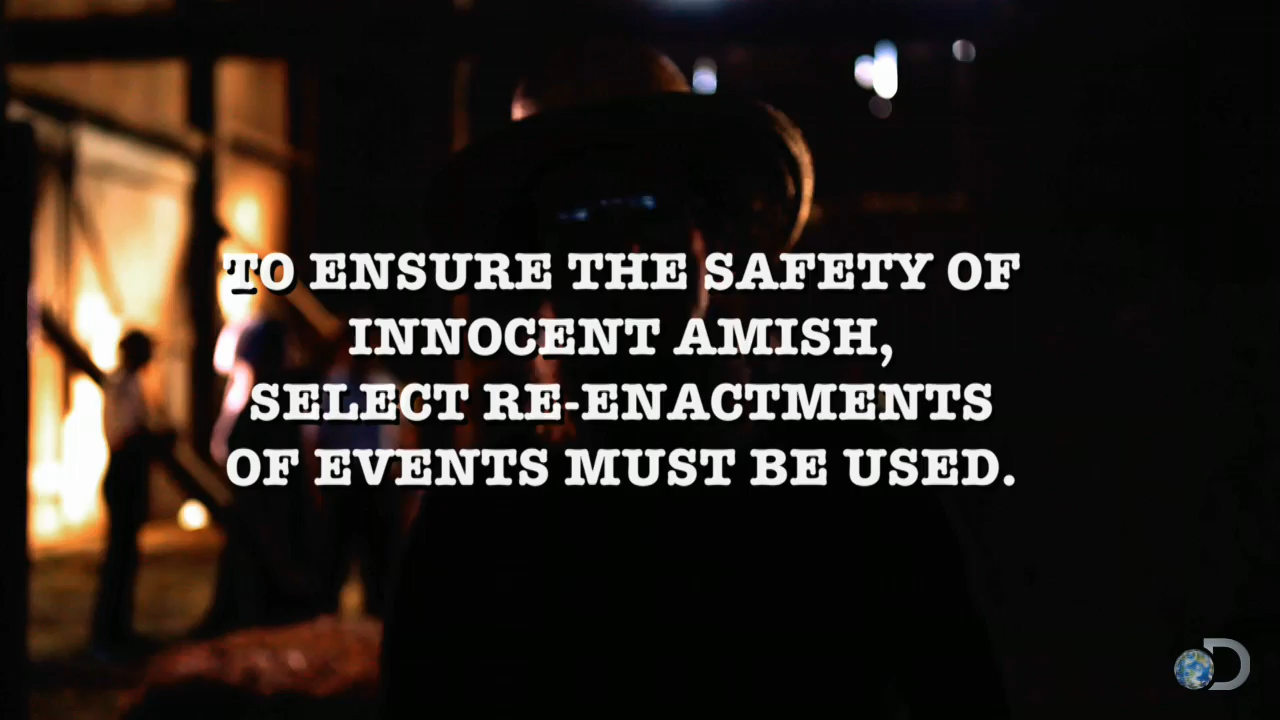 TO ENSURE THE SAFETY OF
INNOCENT AMISH,
SELECT RE-ENACTMENTS
OF EVENTS MUST BE USED.
D